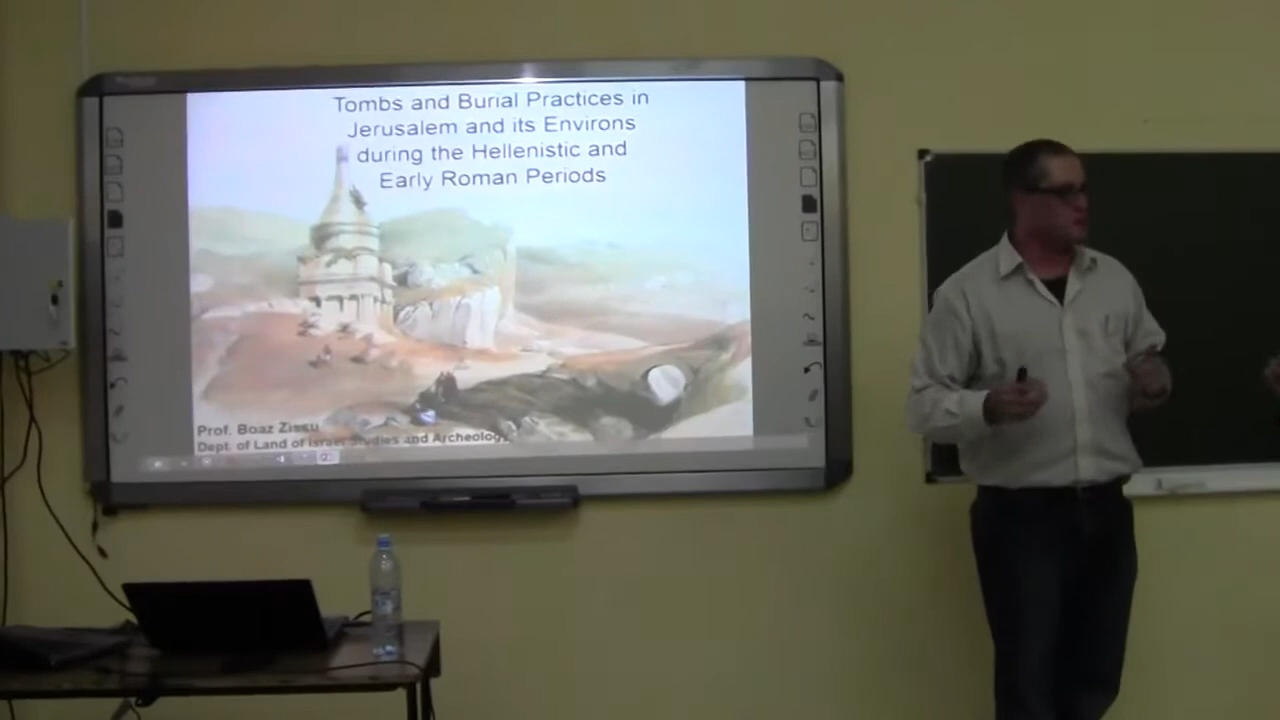 Tombs and Burial Practices in
Jerusalem and its Environs
during the Hellenistic and
Early Roman Periods
Prof. Boaz Zissu
Dept. of Land of Israel Studies and Archeology